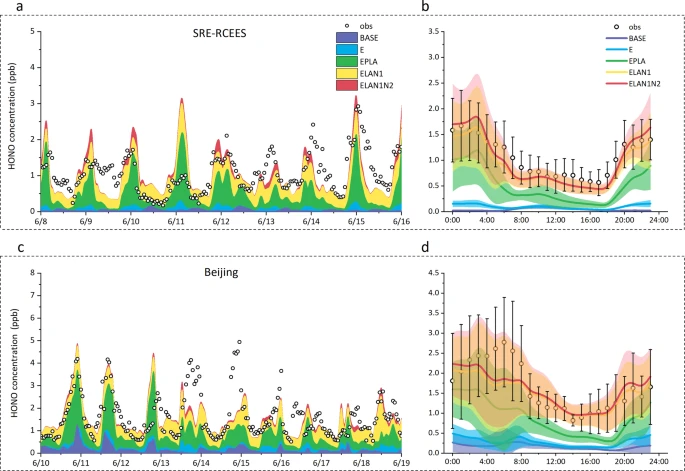 a
SRE-RCEES
obs
BASE
E
EPLA
ELAN1
ELAN1N2
HONO concentration (ppb)
5
4
3
2
1
0
6/8 6/9 6/10 6/11 6/12 6/13 6/14 6/15 6/16
b
obs
BASE
E
EPLA
ELAN1
ELAN1N2
3.5
3.0
2.5
2.0
1.5
1.0
0.5
0.0
0:00 4:00 8:00 12:00 16:00 20:00 24:00
c
Beijing
HONO concentration (ppb)
8
7
6
5
4
3
2
1
0
6/10 6/11 6/12 6/13 6/14 6/15 6/16 6/17 6/18 6/19
d
4.5
4.0
3.5
3.0
2.5
2.0
1.5
1.0
0.5
0.0
0:00 4:00 8:00 12:00 16:00 20:00 24:00